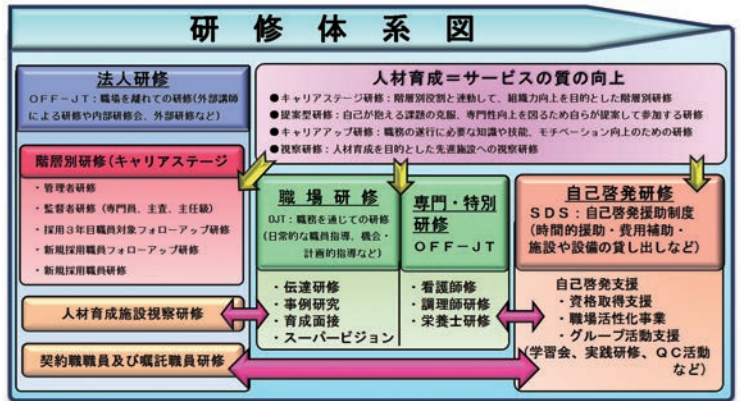 研修体系図
法人研修
OFF-JT：職場を離れての研修(外部講師
による研修や内部研修会、外部研修など)
人材育成＝サービスの質の向上
●キャリアステージ研修：階層別役割と連動して、組織力向上を目的とした階層別研修
●提案型研修：自己が抱える課題の克服、専門性向上を図るため自らが提案して参加する研修
●キャリアアップ研修：職務の遂行に必要な知識や技能、モチベーション向上のための研修
●視察研修：人材育成を目的とした先進施設への視察研修
階層別研修(キャリアステージ
・管理者研修
・監督者研修（専門員、主査、主任級）
・採用３年目職員対象フォローアップ研修
・新規採用職員フォローアップ研修
・新規採用職員研修
職場研修
OJT：職務を通じての研修
(日常的な職員指導、機会・
計画的指導など)
・伝達研修
・事例研究
・育成面接
・スーパービジョン
専門・特別
研修
OFF-JT
・看護師研修
・調理師研修
・栄養士研修
自己啓発研修
SDS：自己啓発援助制度
(時間的援助・費用補助・
施設や設備の貸し出しなど)
自己啓発支援
・資格取得支援
・職場活性化事業
・グループ活動支援
(学習会、実践研修、QC活動
など)
人材育成施設視察研修
契約職職員及び嘱託職員研修